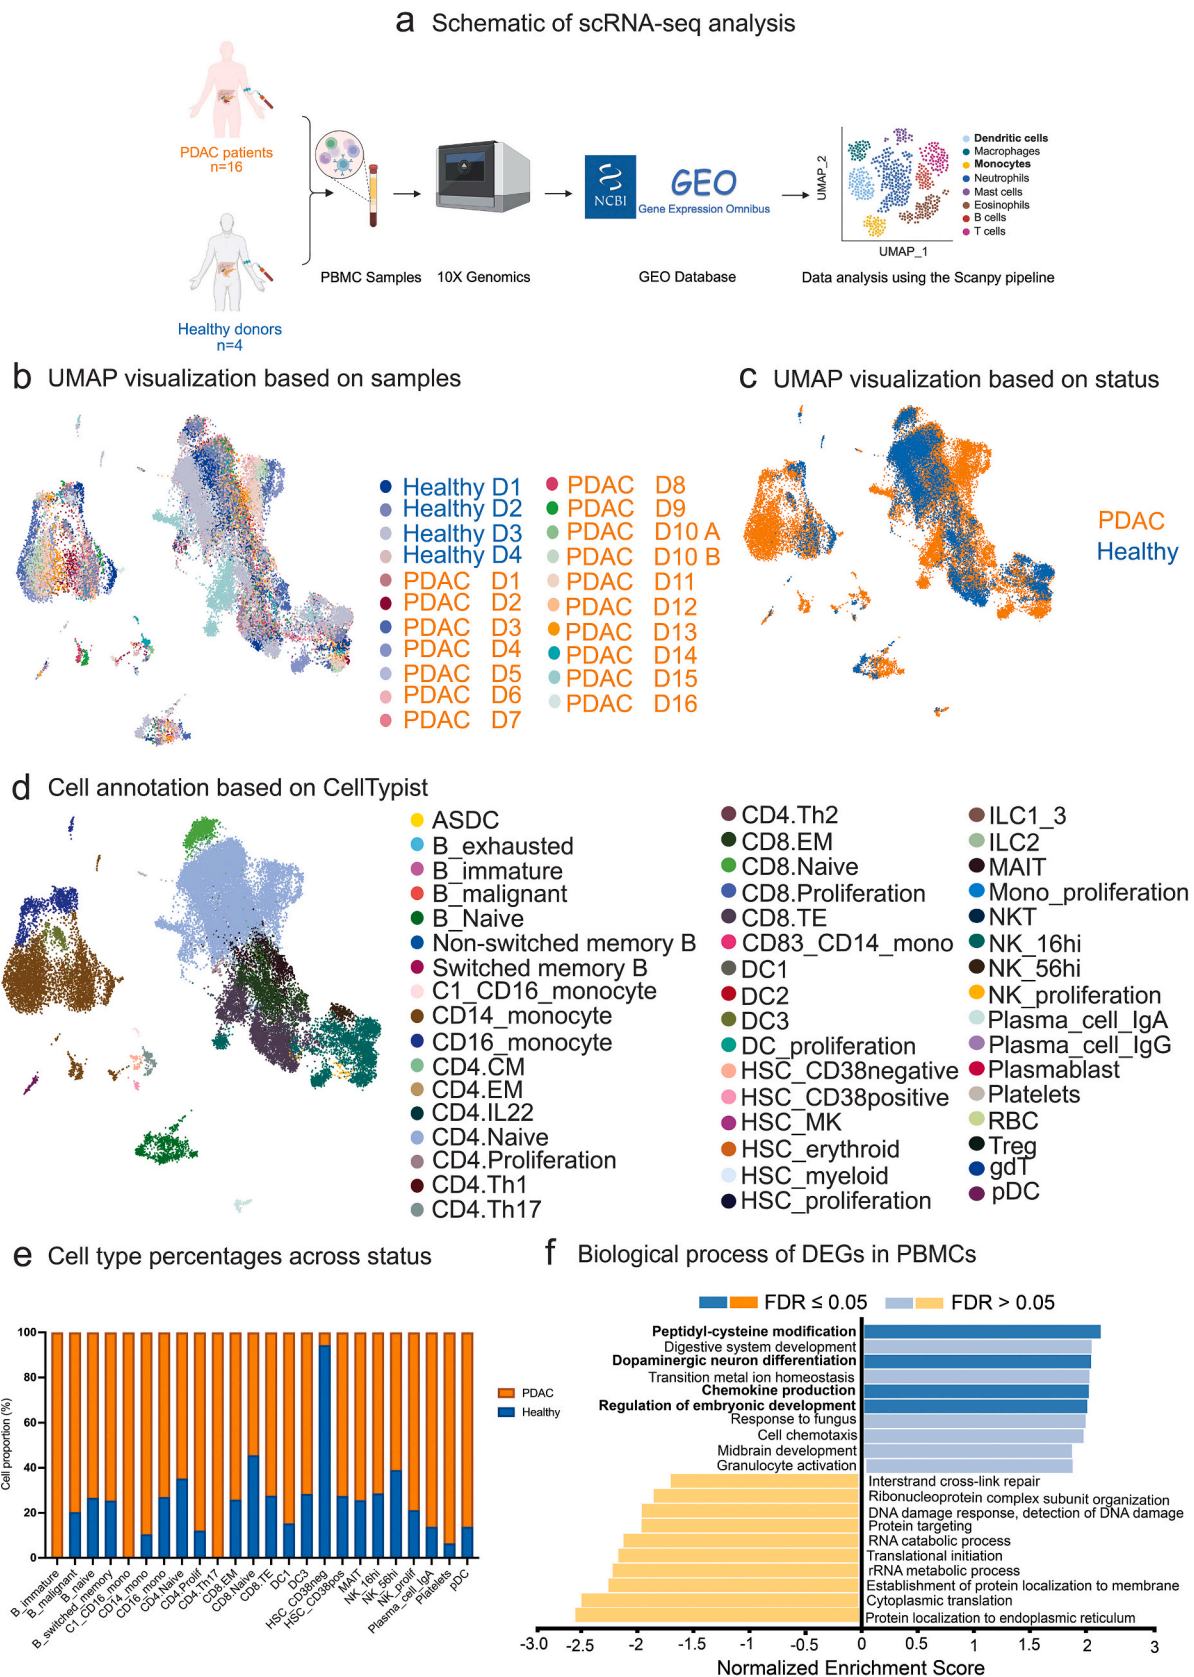 a Schematic of scRNA-seq analysis
PDAC patients
n=16
Healthy donors
n=4
PBMC Samples
10X Genomics
NCBI
GEO
Gene Expression Omnibus
GEO Database
UMAP_2
UMAP_1
Dendritic cells
Macrophages
Monocytes
Neutrophils
Mast cells
Eosinophils
B cells
T cells
Data analysis using the Scanpy pipeline
b UMAP visualization based on samples
Healthy D1
Healthy D2
Healthy D3
Healthy D4
PDAC D1
PDAC D2
PDAC D3
PDAC D4
PDAC D5
PDAC D6
PDAC D7
PDAC D8
PDAC D9
PDAC D10 A
PDAC D10 B
PDAC D11
PDAC D12
PDAC D13
PDAC D14
PDAC D15
PDAC D16
c UMAP visualization based on status
PDAC
Healthy
d Cell annotation based on CellTypist
ASDC
B_exhausted
B_immature
B_malignant
B_Naive
Non-switched memory B
Switched memory B
C1_CD16_monocyte
CD14_monocyte
CD16_monocyte
CD4.CM
CD4.EM
CD4.IL22
CD4.Naive
CD4.Proliferation
CD4.Th1
CD4.Th17
CD4.Th2
CD8.EM
CD8.Naive
CD8.Proliferation
CD8.TE
CD83_CD14_mono
DC1
DC2
DC3
DC_proliferation
HSC_CD38negative
HSC_CD38positive
HSC_MK
HSC_erythroid
HSC_myeloid
HSC_proliferation
ILC1_3
ILC2
MAIT
Mono_proliferation
NKT
NK_16hi
NK_56hi
NK_proliferation
Plasma_cell_IgA
Plasma_cell_IgG
Plasmablast
Platelets
RBC
Treg
gdT
pDC
e Cell type percentages across status
Cell proportion (%)
100
80
60
40
20
0
B_immature
B_malignant
B_naive
B_switched_memory
C1_CD16_mono
CD14_mono
CD16_mono
CD4.Naive
CD4.Prolif
CD4.Th17
CD8.EM
CD8.Naive
CD8.TE
DC1
DC3
HSC_CD38neg
HSC_CD38pos
MAIT
NK_16hi
NK_56hi
NK_prolif
Plasma_cell_IgA
Platelets
pDC
PDAC
Healthy
f Biological process of DEGs in PBMCs
FDR ≤ 0.05 FDR > 0.05
Peptidyl-cysteine modification
Digestive system development
Dopaminergic neuron differentiation
Transition metal ion homeostasis
Chemokine production
Regulation of embryonic development
Response to fungus
Cell chemotaxis
Midbrain development
Granulocyte activation
Interstrand cross-link repair
Ribonucleoprotein complex subunit organization
DNA damage response, detection of DNA damage
Protein targeting
RNA catabolic process
Translational initiation
rRNA metabolic process
Establishment of protein localization to membrane
Cytoplasmic translation
Protein localization to endoplasmic reticulum
-3.0 -2.5 -2 -1.5 -1 -0.5 0 0.5 1 1.5 2 3
Normalized Enrichment Score